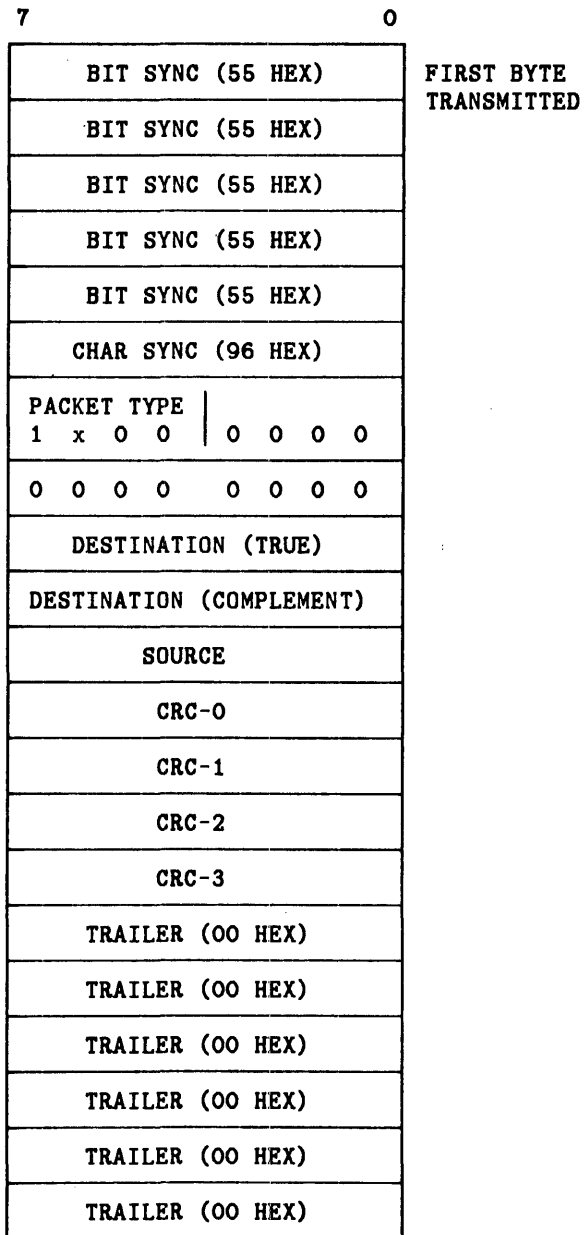 7 0
BIT SYNC (55 HEX) FIRST BYTE
TRANSMITTED
BIT SYNC (55 HEX)
BIT SYNC (55 HEX)
BIT SYNC (55 HEX)
BIT SYNC (55 HEX)
CHAR SYNC (96 HEX)
PACKET TYPE
1 x 0 0 0 0 0 0
0 0 0 0 0 0 0 0
DESTINATION (TRUE)
DESTINATION (COMPLEMENT)
SOURCE
CRC-0
CRC-1
CRC-2
CRC-3
TRAILER (00 HEX)
TRAILER (00 HEX)
TRAILER (00 HEX)
TRAILER (00 HEX)
TRAILER (00 HEX)
TRAILER (00 HEX)